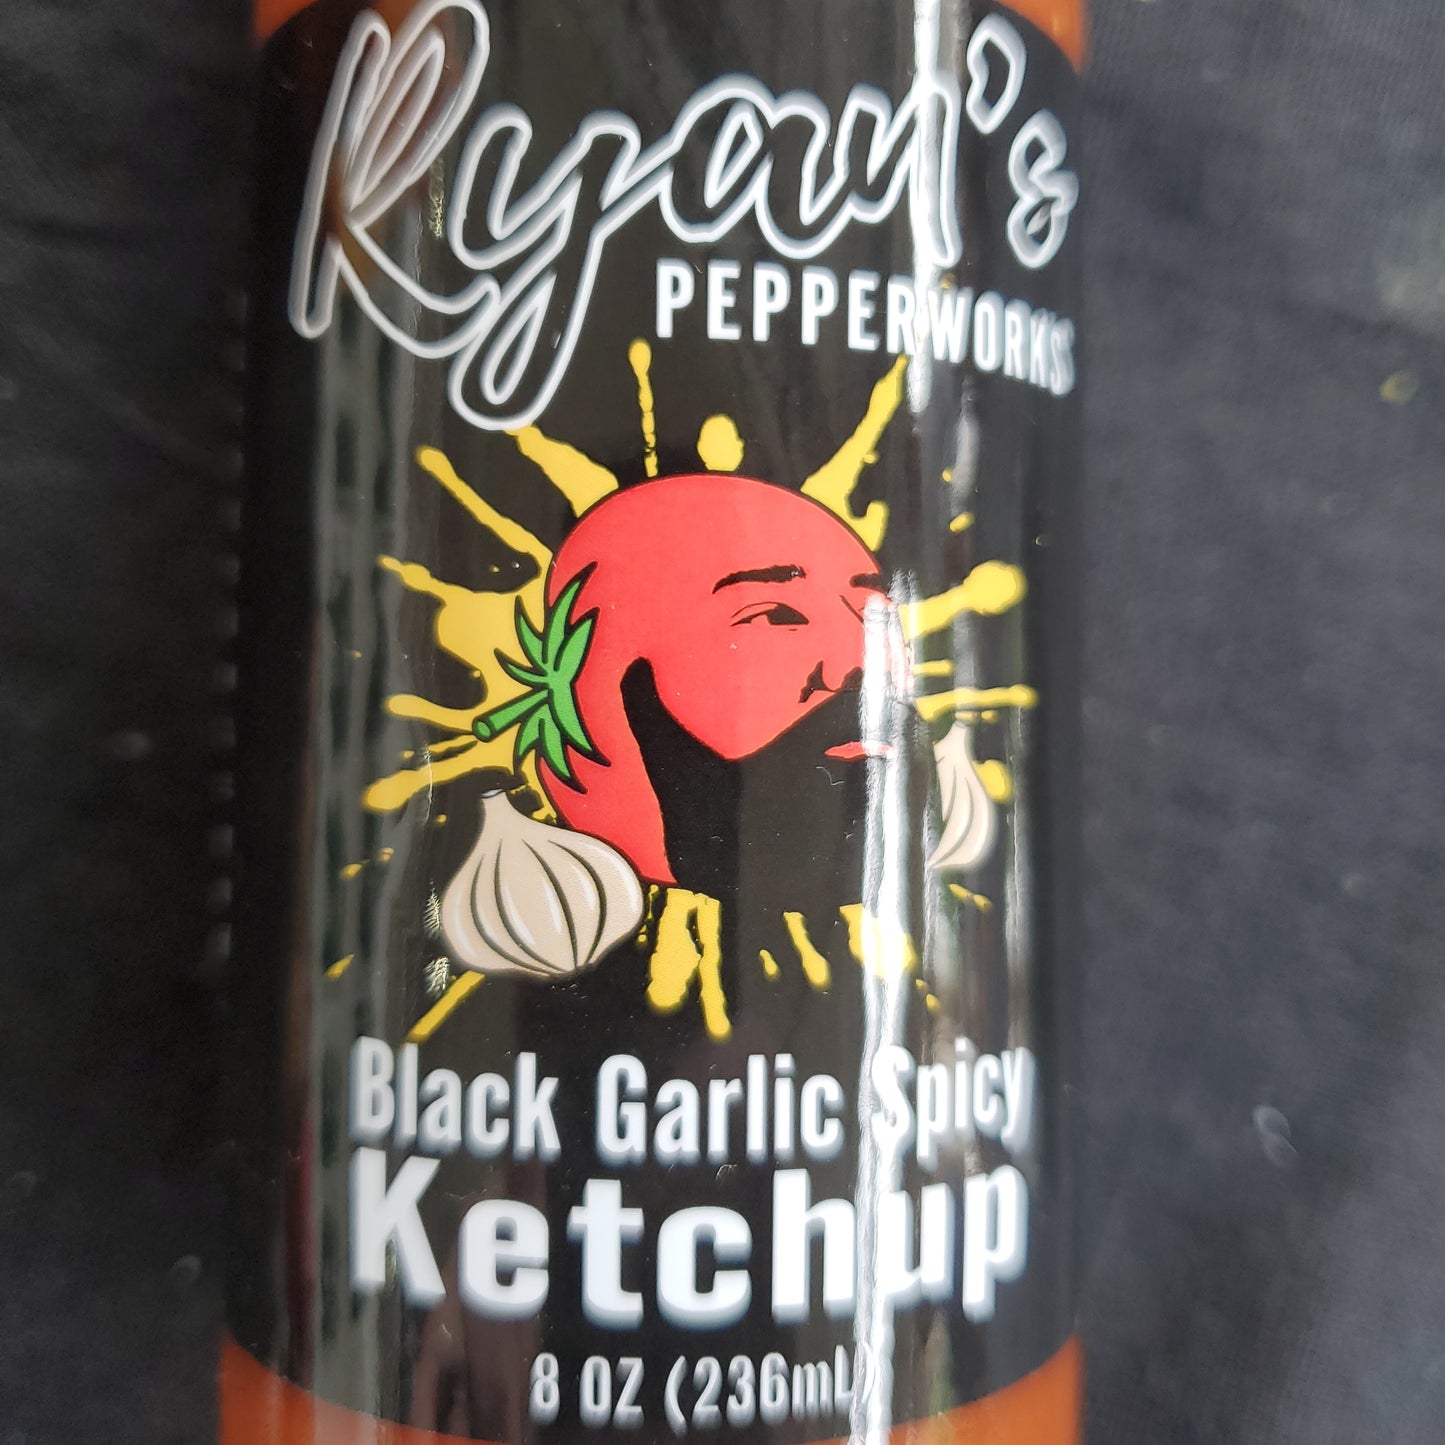 Ryan's
PEPPERWORKS
Black Garlic Spicy
Ketchup
8 OZ (236mL)